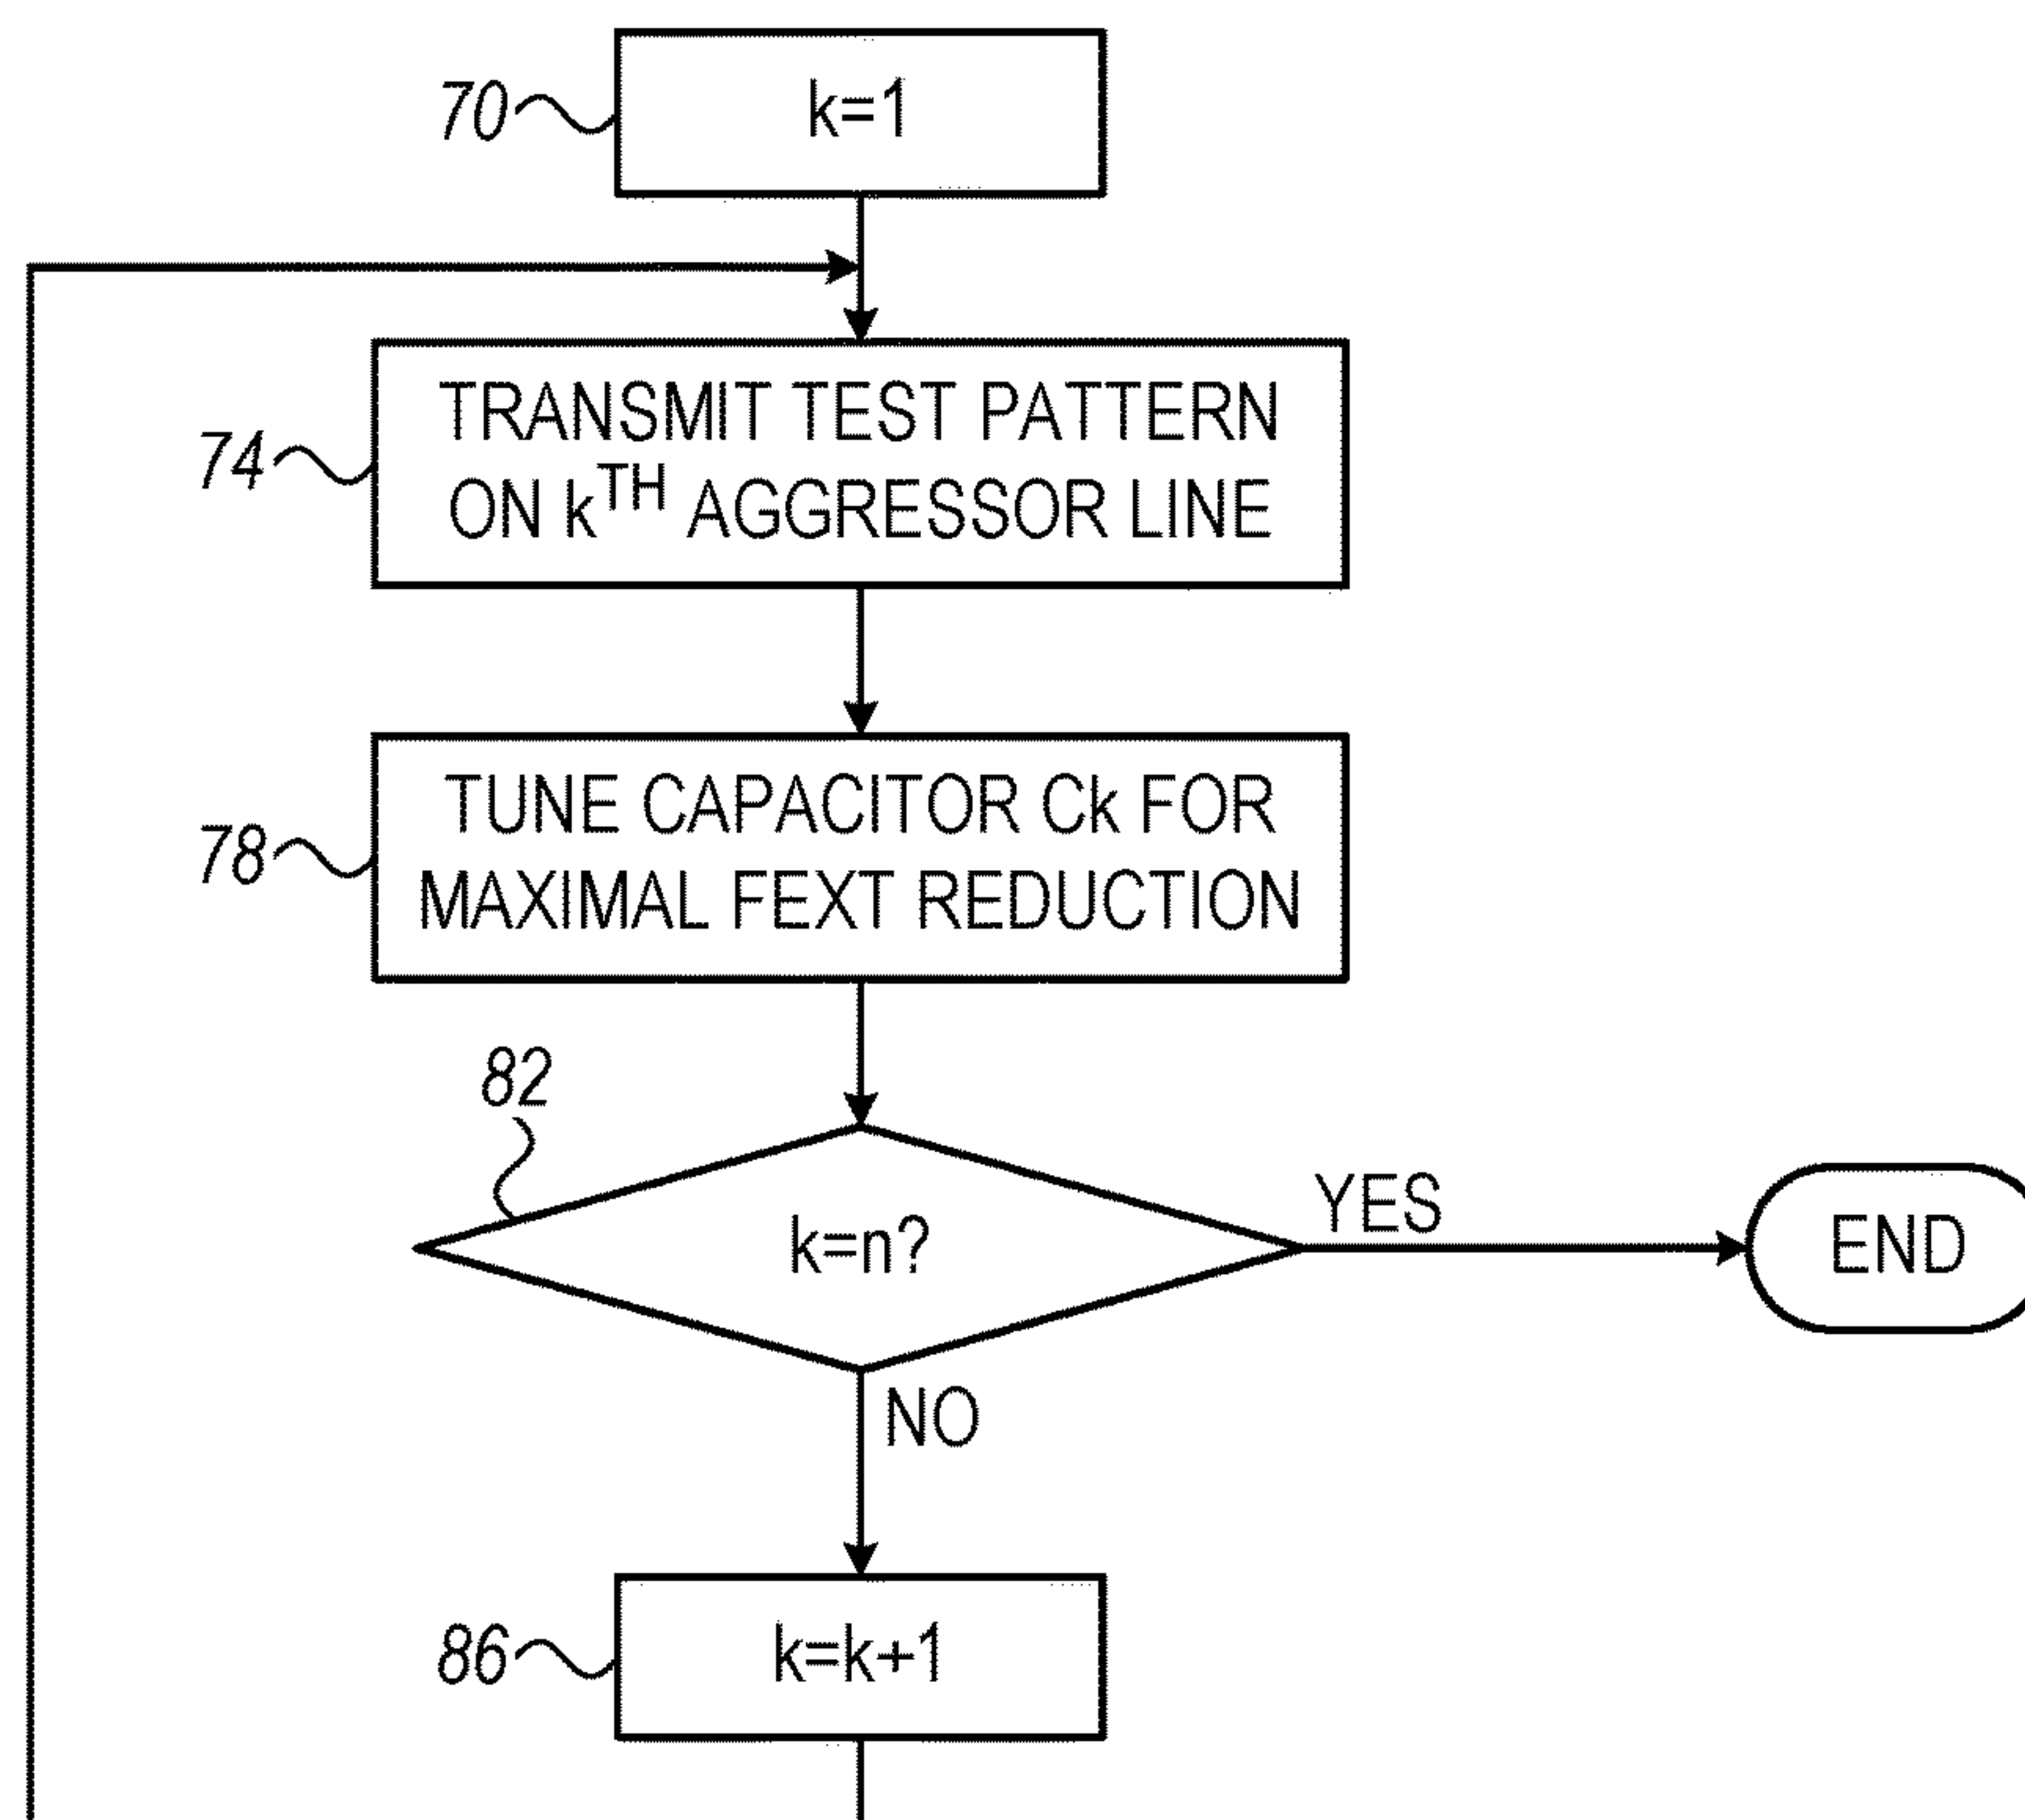 70
k=1
74
TRANSMIT TEST PATTERN
ON kTH AGGRESSOR LINE
78
TUNE CAPACITOR Ck FOR
MAXIMAL FEXT REDUCTION
82
k=n?
YES
END
NO
86
k=k+1